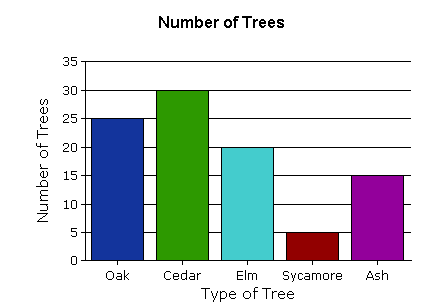 Number of Trees
Number of Trees
35
30
25
20
15
10
5
0
Oak Cedar Elm Sycamore Ash
Type of Tree